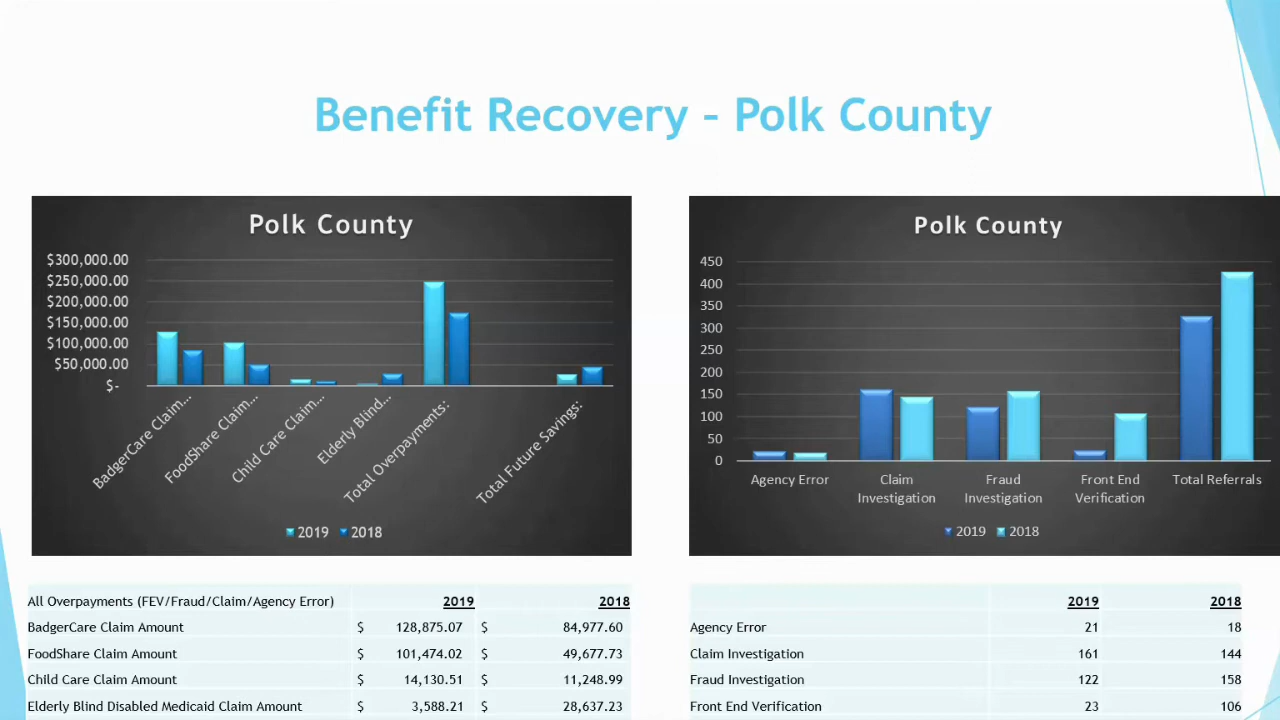 Benefit Recovery – Polk County
Polk County
$300,000.00
$250,000.00
$200,000.00
$150,000.00
$100,000.00
$50,000.00
$-
BadgerCare Claim...
FoodShare Claim...
Child Care Claim...
Elderly Blind...
Total Overpayments:
Total Future Savings:
2019 2018
Polk County
450
400
350
300
250
200
150
100
50
0
Agency Error
Claim
Investigation
Fraud
Investigation
Front End
Verification
Total Referrals
2019 2018
All Overpayments (FEV/Fraud/Claim/Agency Error) 2019 2018
BadgerCare Claim Amount $ 128,875.07 $ 84,977.60
FoodShare Claim Amount $ 101,474.02 $ 49,677.73
Child Care Claim Amount $ 14,130.51 $ 11,248.99
Elderly Blind Disabled Medicaid Claim Amount $ 3,588.21 $ 28,637.23
2019 2018
Agency Error 21 18
Claim Investigation 161 144
Fraud Investigation 122 158
Front End Verification 23 106